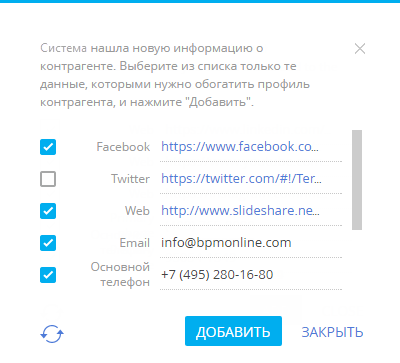 Система нашла новую информацию о
контрагенте. Выберите из списка только те
данные, которыми нужно обогатить профиль
контрагента, и нажмите "Добавить".
Facebook https://www.facebook.co...
Twitter https://twitter.com/#!/Ter...
Web http://www.slideshare.ne...
Email info@bpmonline.com
Основной
телефон +7 (495) 280-16-80
ДОБАВИТЬ ЗАКРЫТЬ